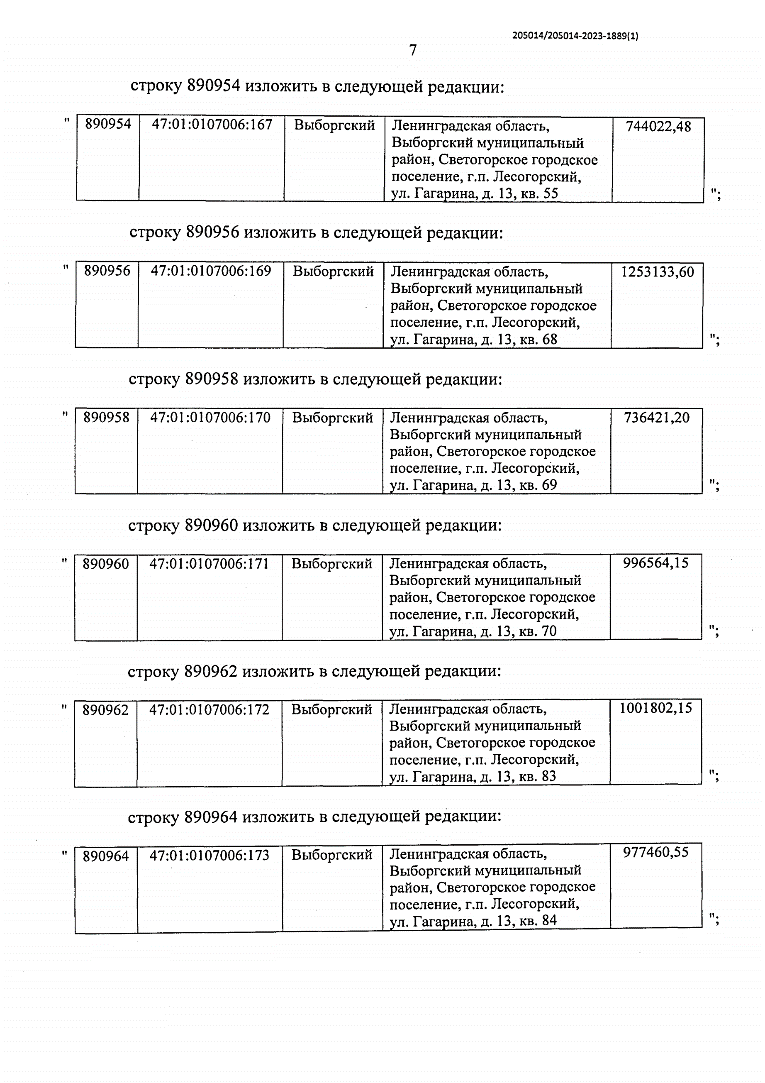 205014/205014-2023-1889(1)
7
строку 890954 изложить в следующей редакции:
" 890954 47:01:0107006:167 Выборгский Ленинградская область, 744022,48
Выборгский муниципальный
район, Светогорское городское
поселение, г.п. Лесогорский,
ул. Гагарина, д. 13, кв. 55 ";
строку 890956 изложить в следующей редакции:
" 890956 47:01:0107006:169 Выборгский Ленинградская область, 1253133,60
Выборгский муниципальный
район, Светогорское городское
поселение, г.п. Лесогорский,
ул. Гагарина, д. 13, кв. 68 ";
строку 890958 изложить в следующей редакции:
" 890958 47:01:0107006:170 Выборгский Ленинградская область, 736421,20
Выборгский муниципальный
район, Светогорское городское
поселение, г.п. Лесогорский,
ул. Гагарина, д. 13, кв. 69 ";
строку 890960 изложить в следующей редакции:
" 890960 47:01:0107006:171 Выборгский Ленинградская область, 996564,15
Выборгский муниципальный
район, Светогорское городское
поселение, г.п. Лесогорский,
ул. Гагарина, д. 13, кв. 70 ";
строку 890962 изложить в следующей редакции:
" 890962 47:01:0107006:172 Выборгский Ленинградская область, 1001802,15
Выборгский муниципальный
район, Светогорское городское
поселение, г.п. Лесогорский,
ул. Гагарина, д. 13, кв. 83 ";
строку 890964 изложить в следующей редакции:
" 890964 47:01:0107006:173 Выборгский Ленинградская область, 977460,55
Выборгский муниципальный
район, Светогорское городское
поселение, г.п. Лесогорский,
ул. Гагарина, д. 13, кв. 84 ";